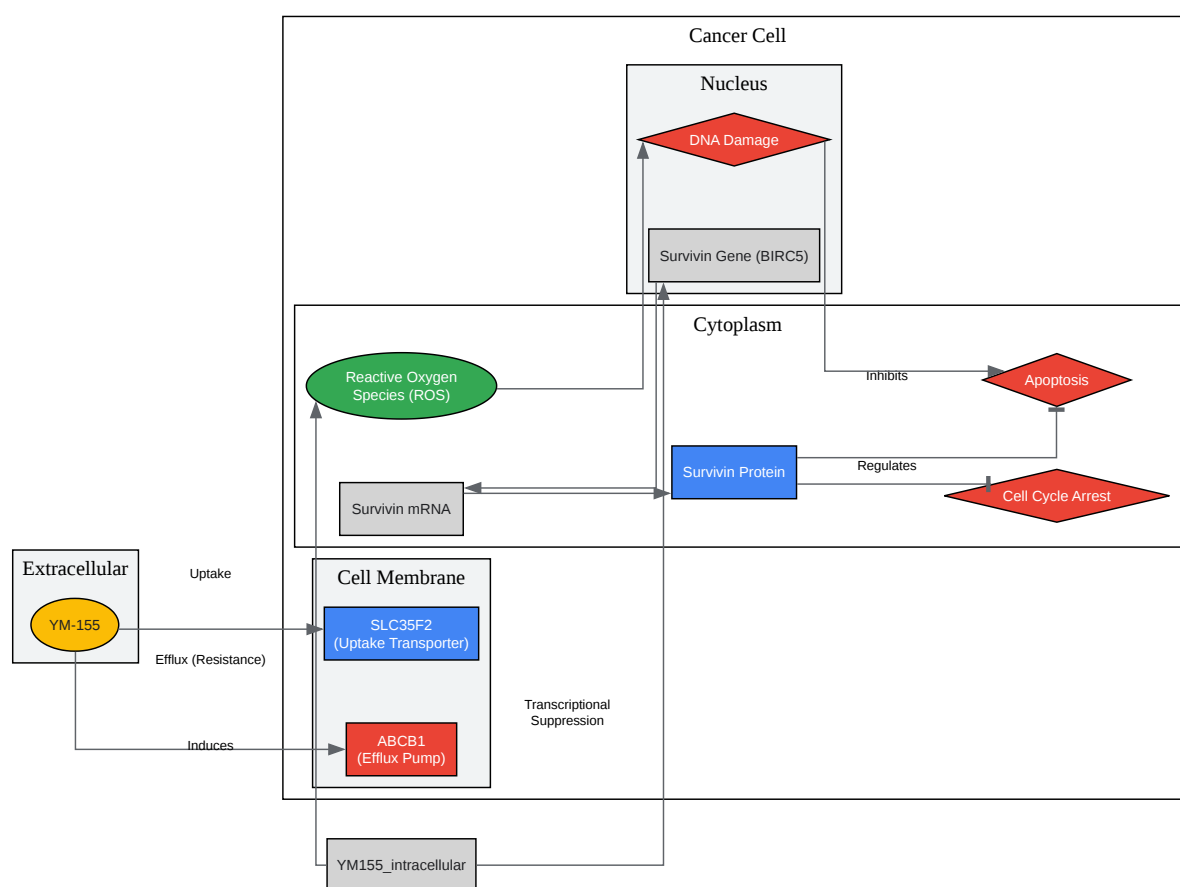 Cancer Cell
Nucleus
DNA Damage
Survivin Gene (BIRC5)
Cytoplasm
Reactive Oxygen
Species (ROS)
Inhibits
Apoptosis
Survivin Protein
Regulates
Cell Cycle Arrest
Survivin mRNA
Extracellular
YM-155
Uptake
Efflux (Resistance)
Induces
Cell Membrane
SLC35F2
(Uptake Transporter)
ABCB1
(Efflux Pump)
Transcriptional
Suppression
YM155_intracellular